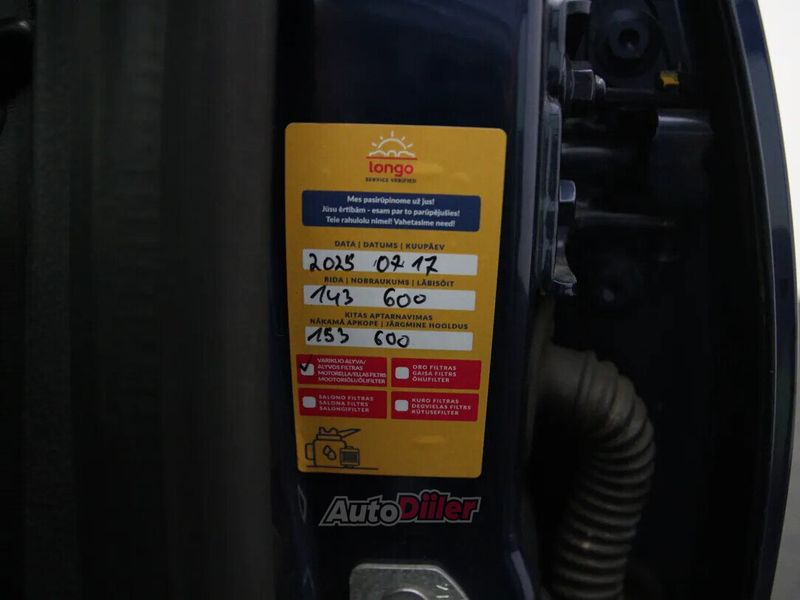 longo
SERVICE VERIFIED
Mes pasirūpinome už jus!
Jūsu ērtībām - esam par to parūpējušies!
Teie rahulolu nimel! Vahetasime need!
DATA | DATUMS | KUUPÄEV
2025 07 17
RIDA | NOBRAUKUMS | LÄBISÕIT
143 600
KITAS APTARNAVIMAS
NĀKAMĀ APKOPE | JÄRGMINE HOOLDUS
153 600
VARIKLIO ALYVA/
ALYVOS FILTRAS
MOTOREĻĻA/EĻĻAS FILTRS
MOOTORIÕLI/ÕLIFILTER
ORO FILTRAS
GAISA FILTRS
ÕHUFILTER
SALONO FILTRAS
SALONA FILTRS
SALONGIFILTER
KURO FILTRAS
DEGVIELAS FILTRS
KÜTUSEFILTER
AutoDiiler